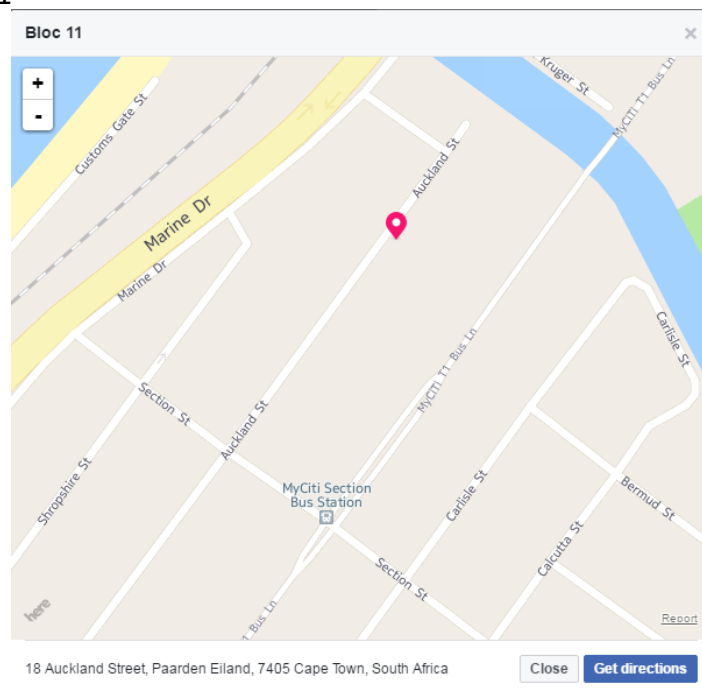 1
Bloc 11
×
+
-
Kruger St
MyCiTi T1 Bus Ln
Customs Gate St
Auckland St
Marine Dr
Marine Dr
Carlisle St
MyCiTi T1 Bus Ln
Section St
Auckland St
Shropshire St
MyCiti Section
Bus Station
Carlisle St
Bermud St
Calcutta St
Section St
1 Bus Ln
here
Report
18 Auckland Street, Paarden Eiland, 7405 Cape Town, South Africa
Close
Get directions